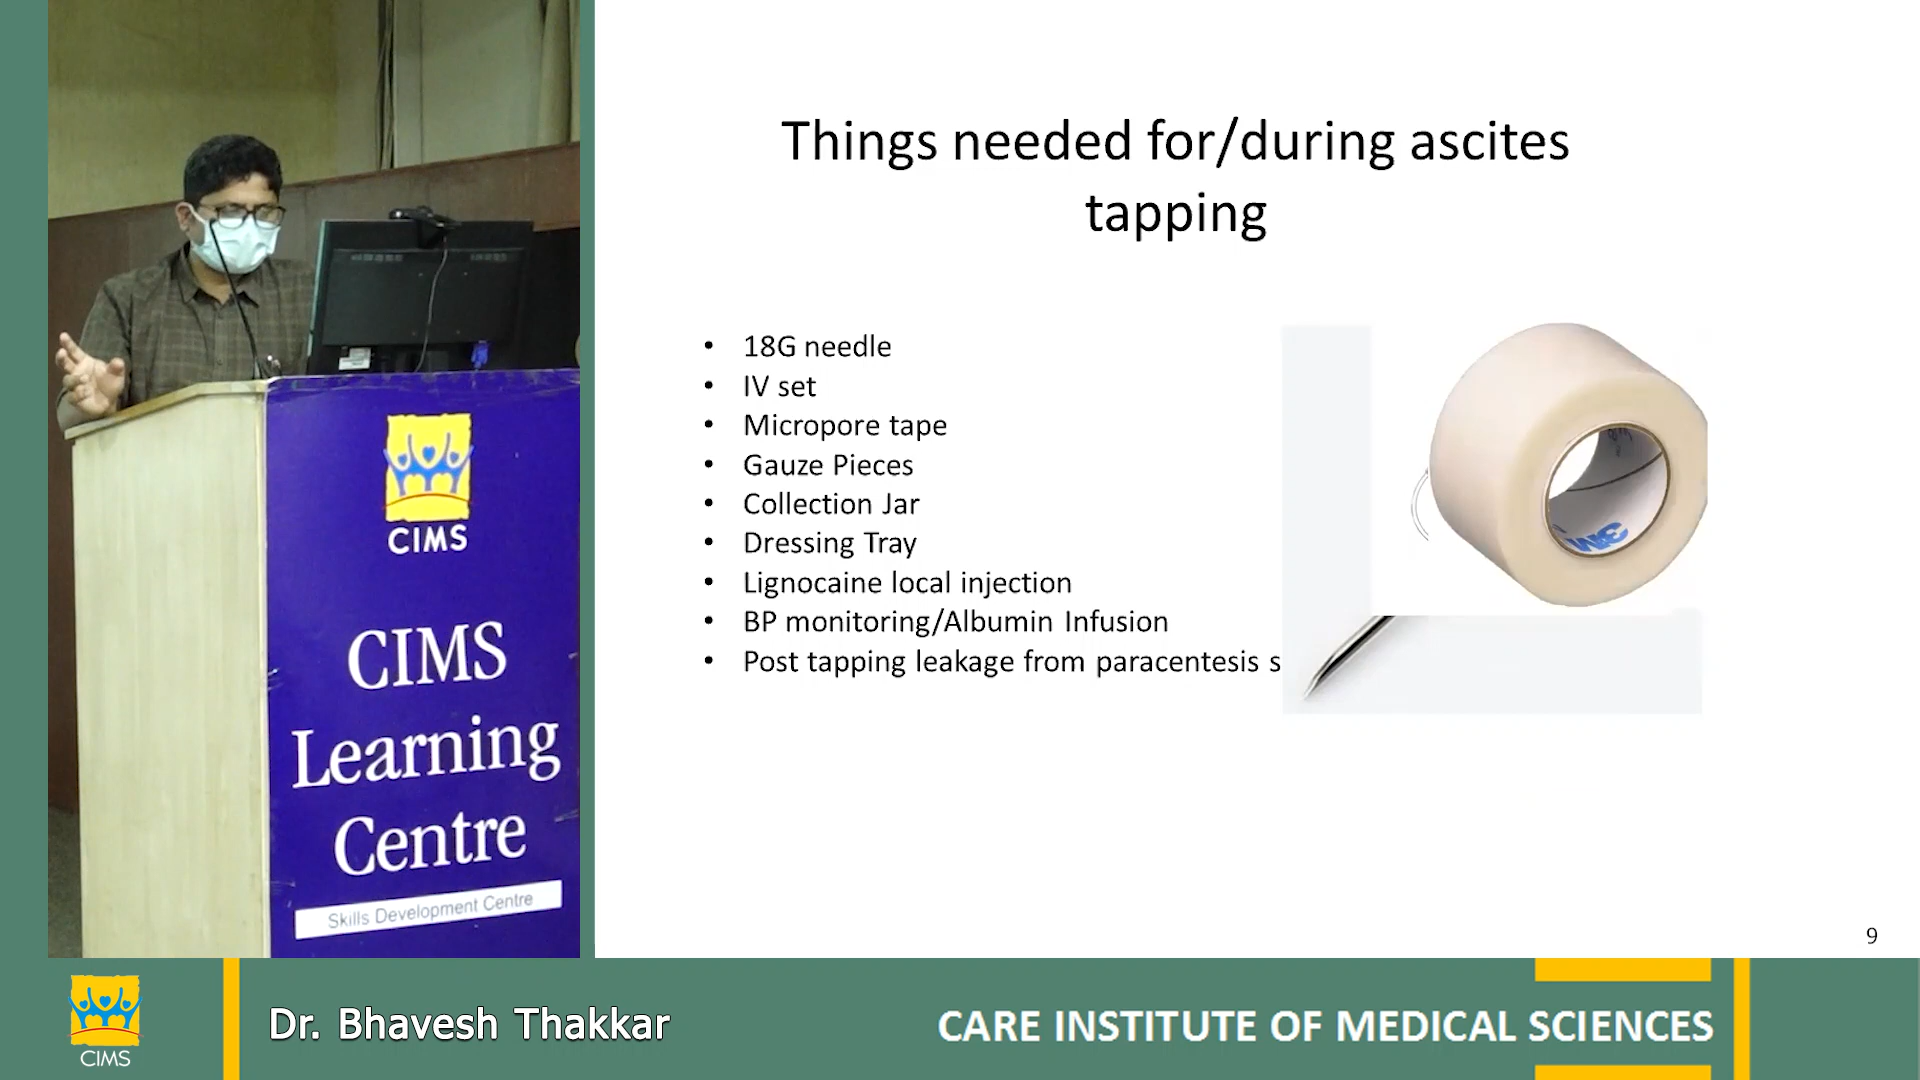 Things needed for/during ascites
tapping
• 18G needle
• IV set
• Micropore tape
• Gauze Pieces
• Collection Jar
• Dressing Tray
• Lignocaine local injection
• BP monitoring/Albumin Infusion
• Post tapping leakage from paracentesis s
3M
9
CIMS
CIMS
Learning
Centre
Skills Development Centre
CIMS
Dr. Bhavesh Thakkar
CARE INSTITUTE OF MEDICAL SCIENCES